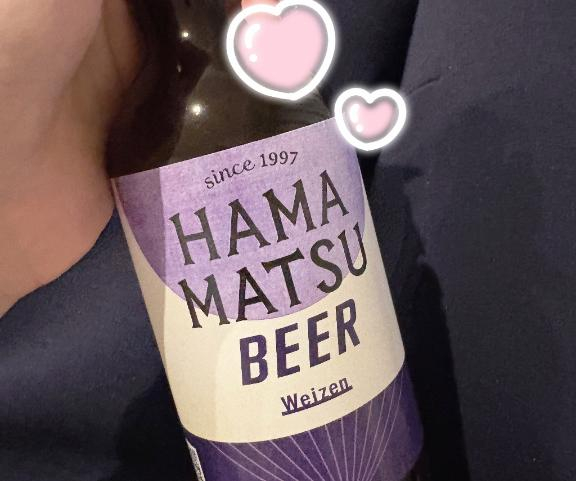 since 1997
HAMA
MATSU
BEER
Weizen